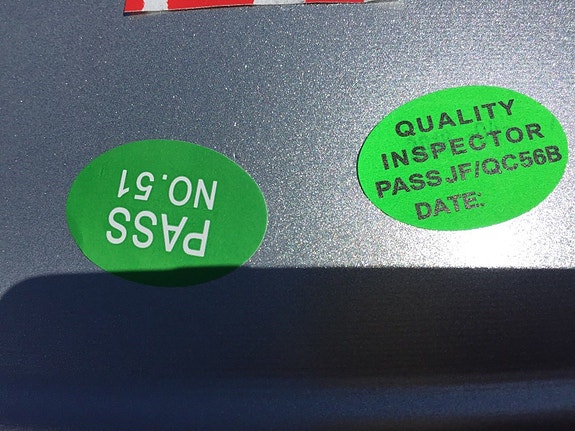 PASS
NO.51
QUALITY
INSPECTOR
PASS JF/QC56B
DATE: